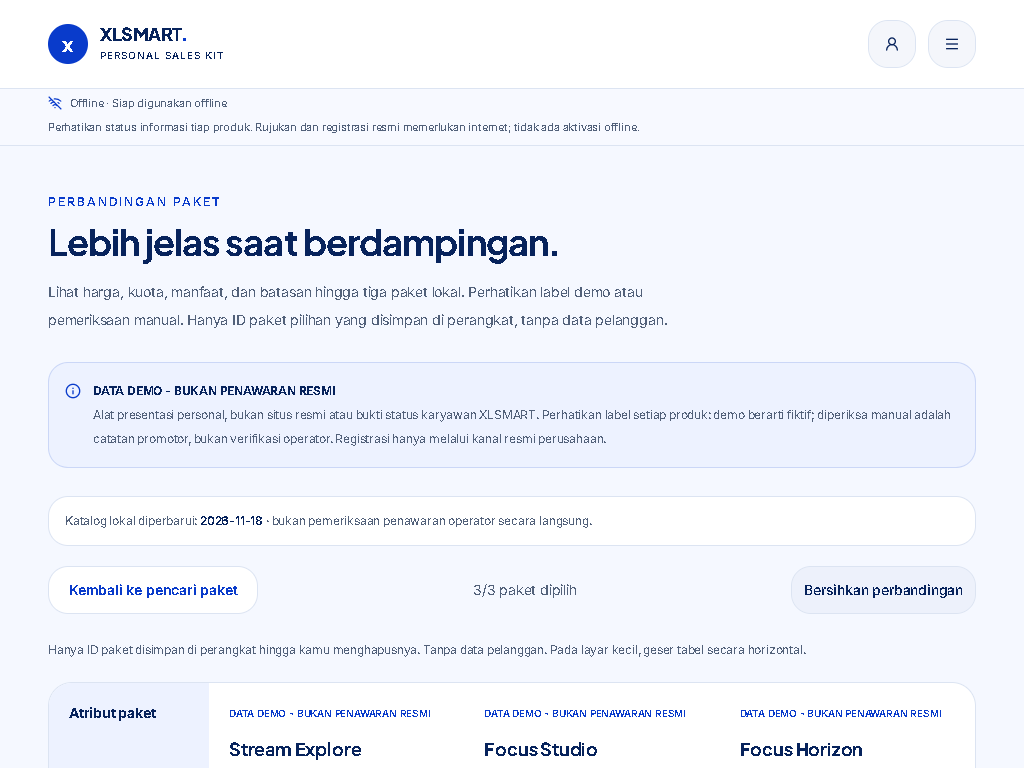 x
XLSMART.
PERSONAL SALES KIT
Offline · Siap digunakan offline
Perhatikan status informasi tiap produk. Rujukan dan registrasi resmi memerlukan internet; tidak ada aktivasi offline.
PERBANDINGAN PAKET
Lebih jelas saat berdampingan.
Lihat harga, kuota, manfaat, dan batasan hingga tiga paket lokal. Perhatikan label demo atau
pemeriksaan manual. Hanya ID paket pilihan yang disimpan di perangkat, tanpa data pelanggan.
DATA DEMO - BUKAN PENAWARAN RESMI
Alat presentasi personal, bukan situs resmi atau bukti status karyawan XLSMART. Perhatikan label setiap produk: demo berarti fiktif; diperiksa manual adalah
catatan promotor, bukan verifikasi operator. Registrasi hanya melalui kanal resmi perusahaan.
Katalog lokal diperbarui: 2026-11-18 · bukan pemeriksaan penawaran operator secara langsung.
Kembali ke pencari paket
3/3 paket dipilih
Bersihkan perbandingan
Hanya ID paket disimpan di perangkat hingga kamu menghapusnya. Tanpa data pelanggan. Pada layar kecil, geser tabel secara horizontal.
Atribut paket
DATA DEMO - BUKAN PENAWARAN RESMI
Stream Explore
DATA DEMO - BUKAN PENAWARAN RESMI
Focus Studio
DATA DEMO - BUKAN PENAWARAN RESMI
Focus Horizon